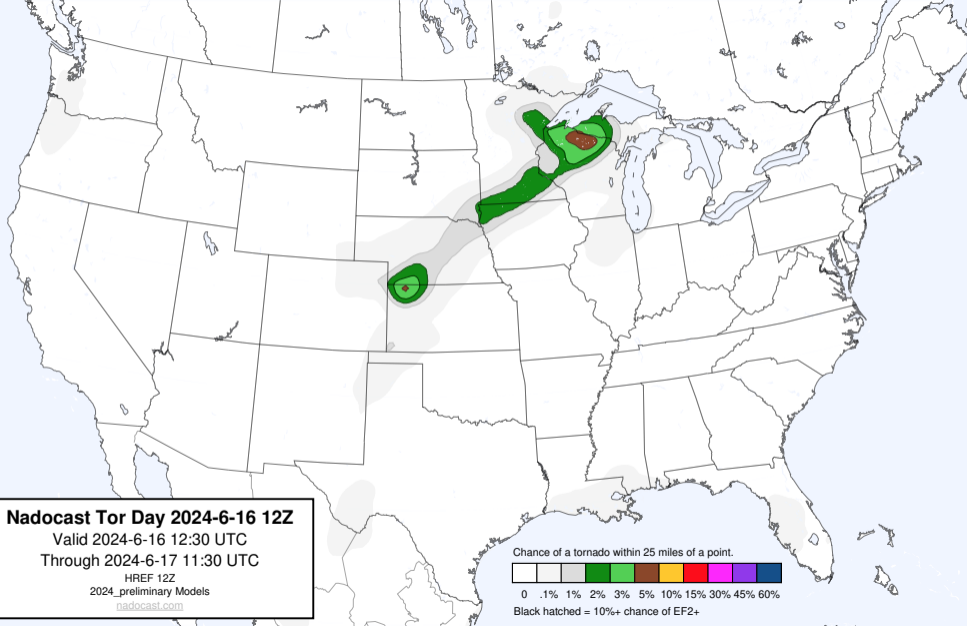 Nadocast Tor Day 2024-6-16 12Z
Valid 2024-6-16 12:30 UTC
Through 2024-6-17 11:30 UTC
HREF 12Z
2024_preliminary Models
nadocast.com
Chance of a tornado within 25 miles of a point.
0 .1% 1% 2% 3% 5% 10% 15% 30% 45% 60%
Black hatched = 10%+ chance of EF2+